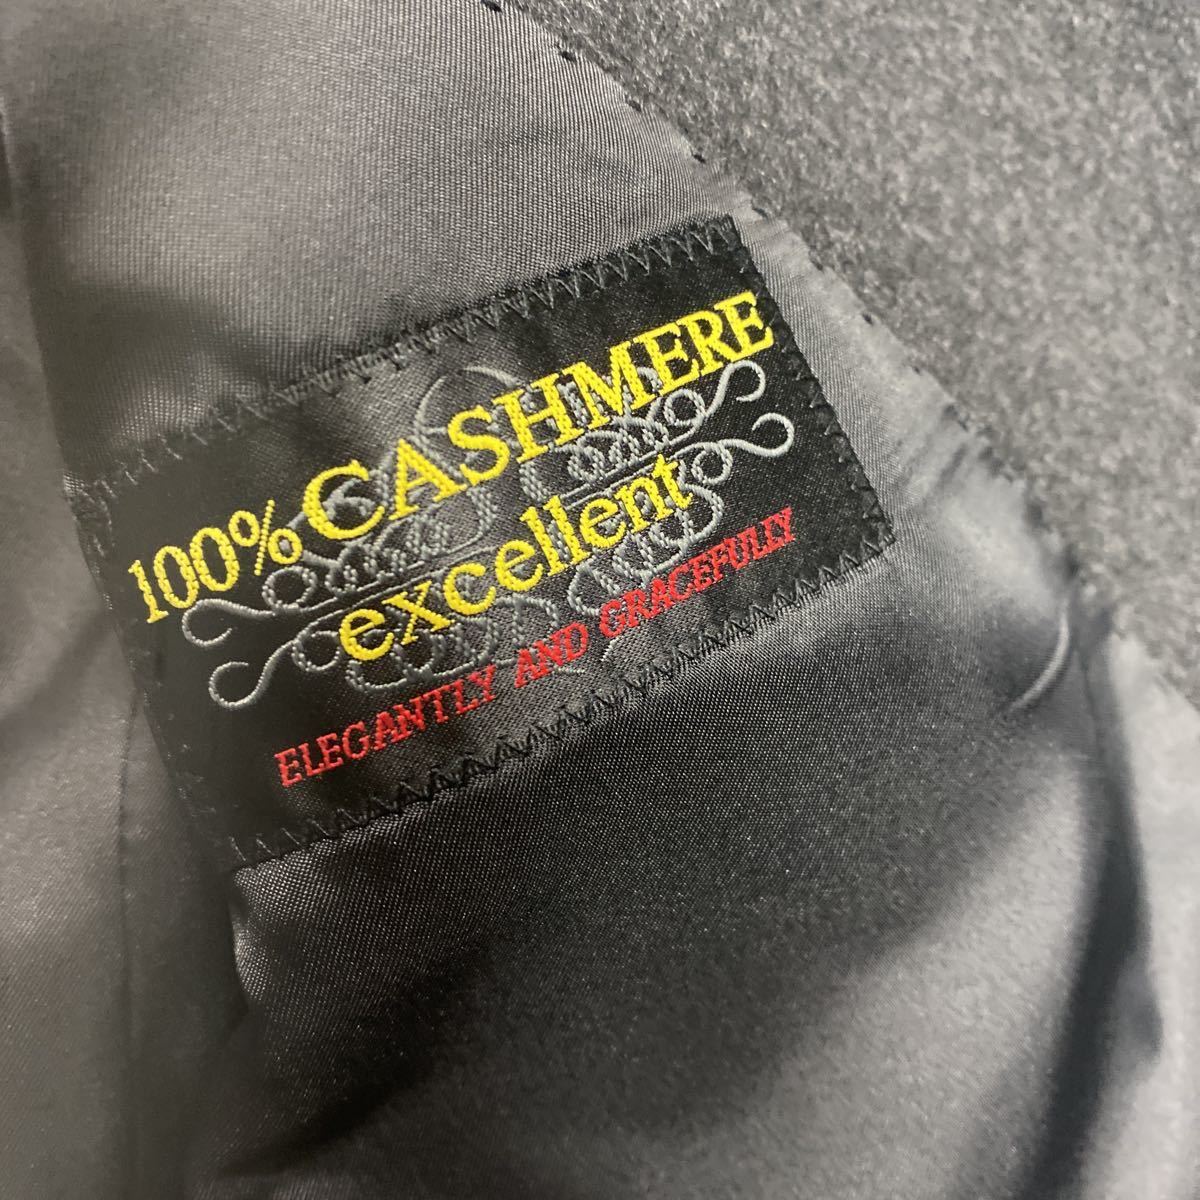 100% CASHMERE
excellent
ELEGANTLY AND GRACEFULLY